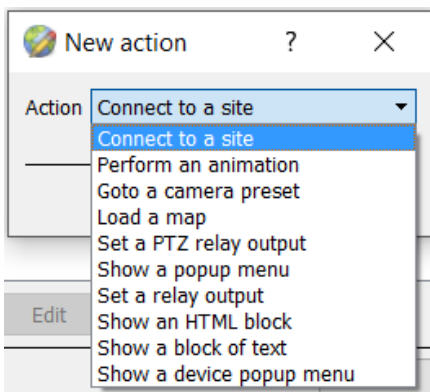 New action ? ×
Action Connect to a site
Connect to a site
Perform an animation
Goto a camera preset
Load a map
Set a PTZ relay output
Show a popup menu
Set a relay output
Edit
Show an HTML block
Show a block of text
Show a device popup menu